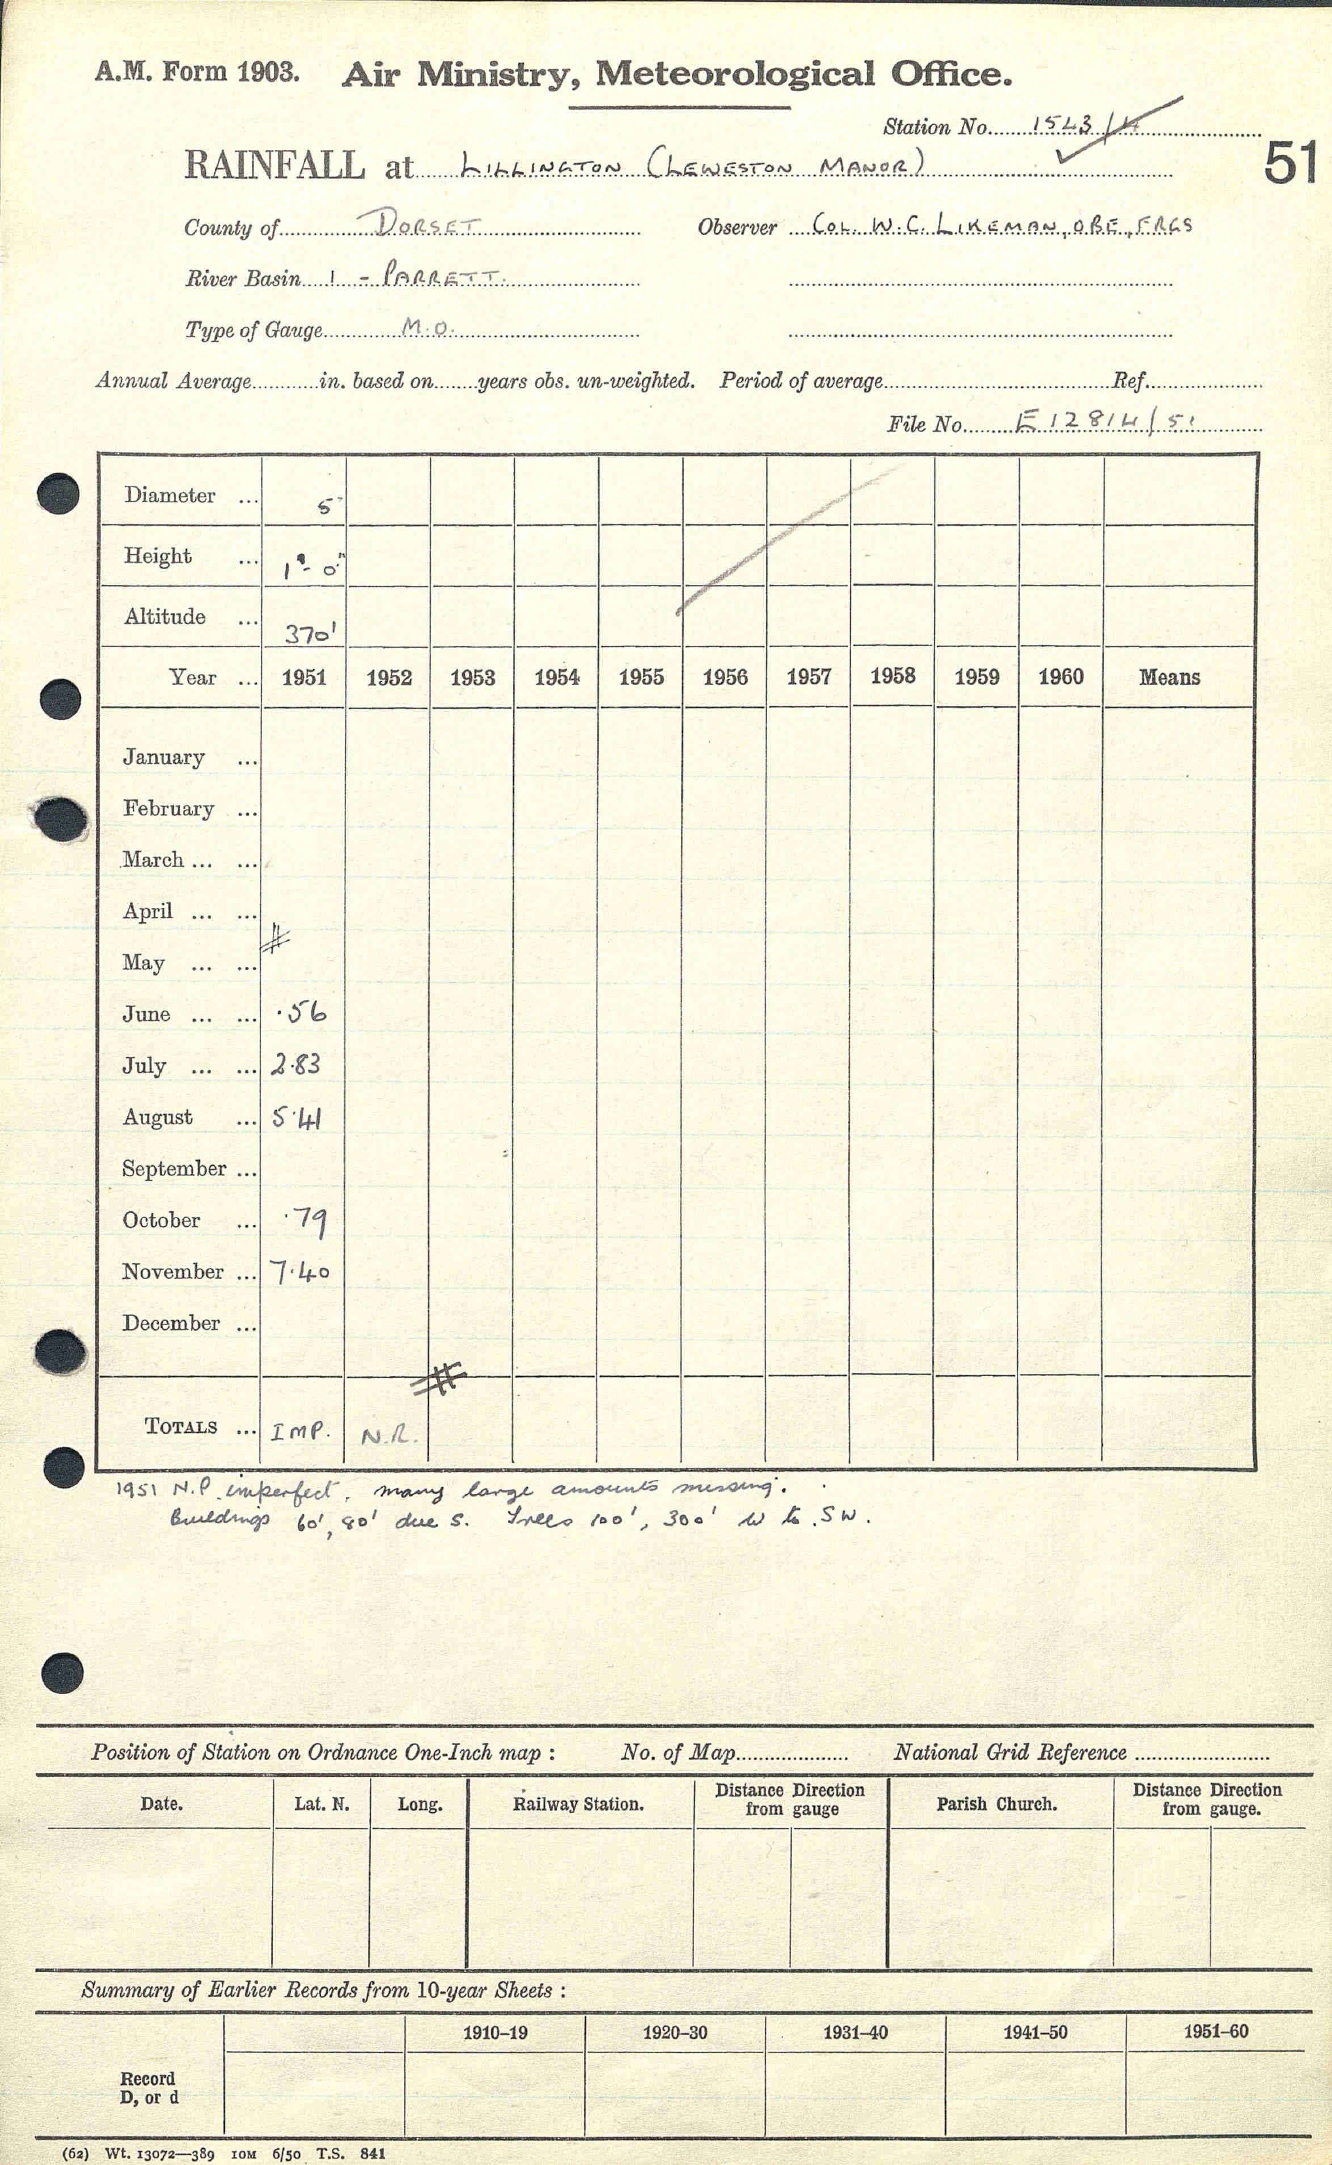 A.M. Form 1903. Air Ministry, Meteorological Office.
Station No. 1543/4
51
RAINFALL at LILLINGTON (LEWESTON MANOR)
County of DORSET Observer COL. W.C. LIKEMAN, OBE, FRGS
River Basin 1 - PARRETT.
Type of Gauge M.O.
Annual Average in. based on years obs. un-weighted. Period of average Ref.
File No. E12814/51
Diameter ... 5"
Height ... 1'- 0"
Altitude ... 370'
Year ... 1951 1952 1953 1954 1955 1956 1957 1958 1959 1960 Means
January ...
February ...
March ... ...
April ... ...
May ... ...
June ... ... ·56
July ... ... 2·83
August ... 5·41
September ...
October ... ·79
November ... 7·40
December ...
TOTALS ... IMP. N.R.
1951 N.P. imperfect. many large amounts missing.
Buildings 60', 80' due S. Trees 100', 300' W to SW.
Position of Station on Ordnance One-Inch map : No. of Map National Grid Reference
Date. Lat. N. Long. Railway Station. Distance Direction from gauge Parish Church. Distance Direction from gauge.
Summary of Earlier Records from 10-year Sheets :
1910–19 1920–30 1931–40 1941–50 1951–60
Record
D, or d
(62) Wt. 13072—389 10M 6/50 T.S. 841